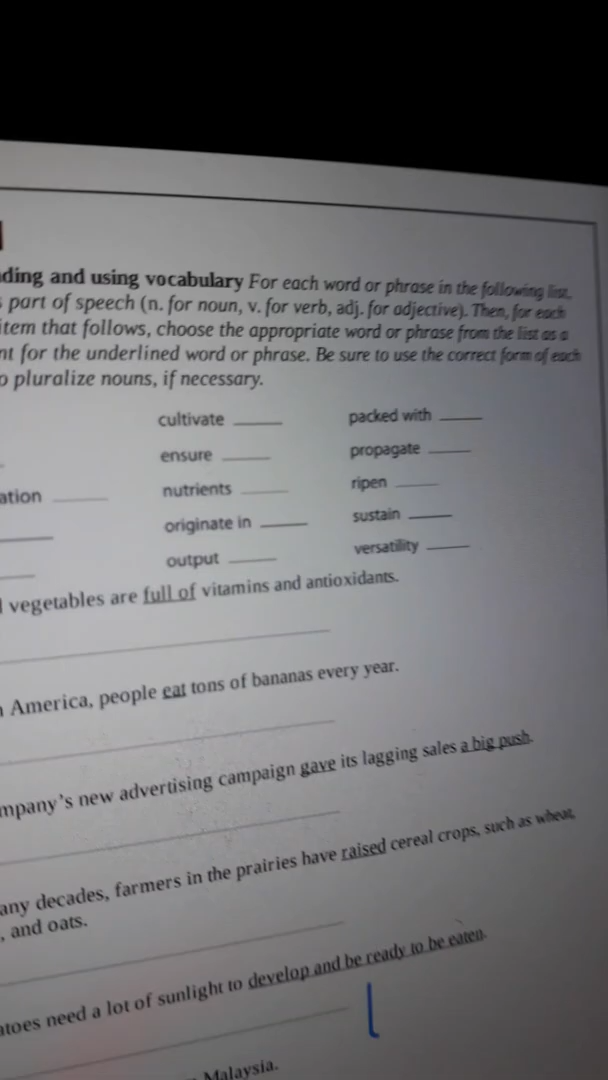 ding and using vocabulary For each word or phrase in the following list,
s part of speech (n. for noun, v. for verb, adj. for adjective). Then, for each
item that follows, choose the appropriate word or phrase from the list as a
nt for the underlined word or phrase. Be sure to use the correct form of each
o pluralize nouns, if necessary.
cultivate packed with
ensure propagate
ation nutrients ripen
originate in sustain
output versatility
vegetables are full of vitamins and antioxidants.
America, people eat tons of bananas every year.
mpany's new advertising campaign gave its lagging sales a big push.
any decades, farmers in the prairies have raised cereal crops, such as wheat,
, and oats.
atoes need a lot of sunlight to develop and be ready to be eaten.
Malaysia.